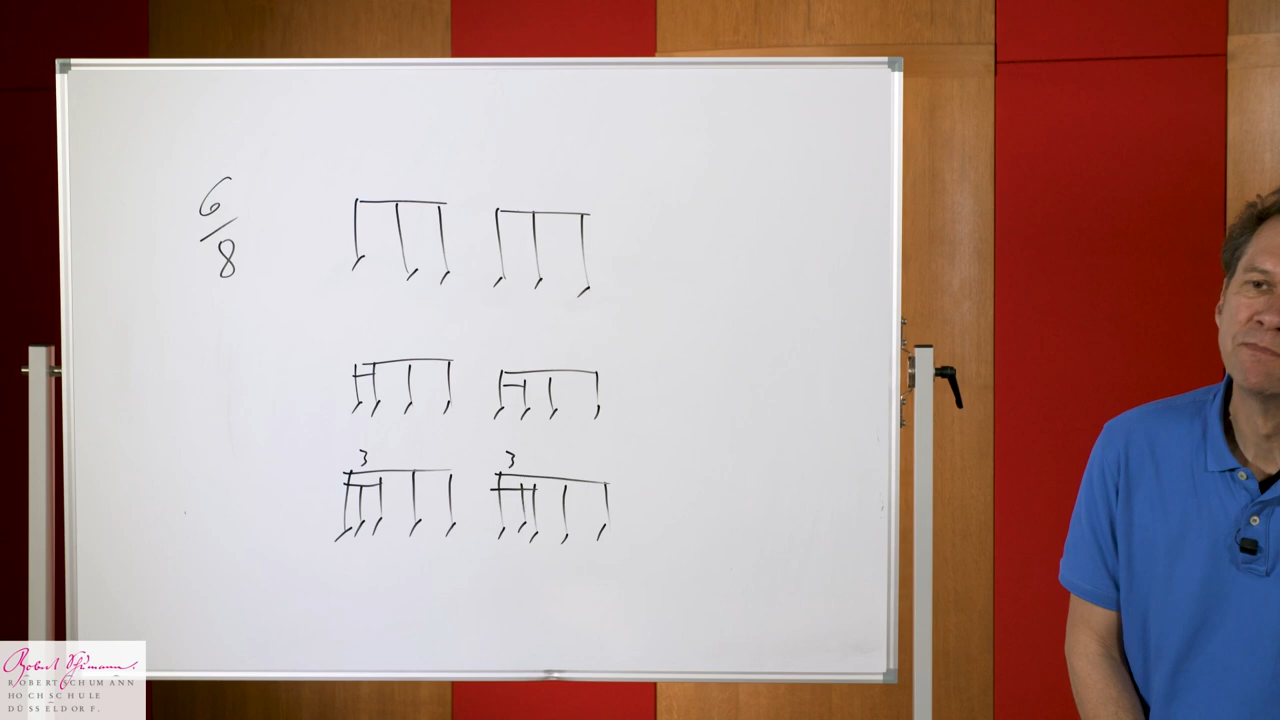 6/8
3 3
Robert Schumann.
ROBERT SCHUMANN
HOCHSCHULE
DÜSSELDORF.